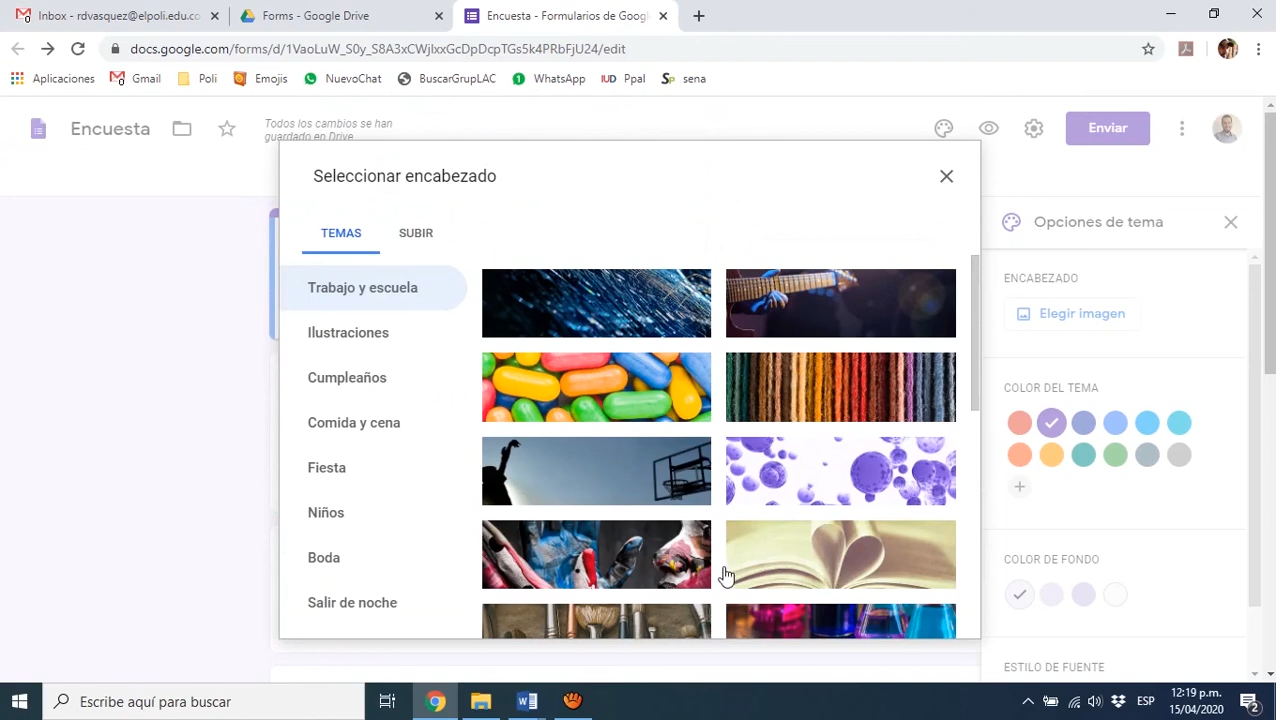 Inbox - rdvasquez@elpoli.edu.co
Forms - Google Drive
Encuesta - Formularios de Google
docs.google.com/forms/d/1VaoLuW_S0y_S8A3xCWjlxxGcDpDcpTGs5k4PRbFjU24/edit
Aplicaciones Gmail Poli Emojis NuevoChat BuscarGrupLAC WhatsApp IUD Ppal sena
Encuesta
Todos los cambios se han
guardado en Drive
Enviar
Seleccionar encabezado
TEMAS SUBIR
Trabajo y escuela
Ilustraciones
Cumpleaños
Comida y cena
Fiesta
Niños
Boda
Salir de noche
Opciones de tema
ENCABEZADO
Elegir imagen
COLOR DEL TEMA
COLOR DE FONDO
ESTILO DE FUENTE
Escribe aquí para buscar
ESP
12:19 p.m.
15/04/2020
2